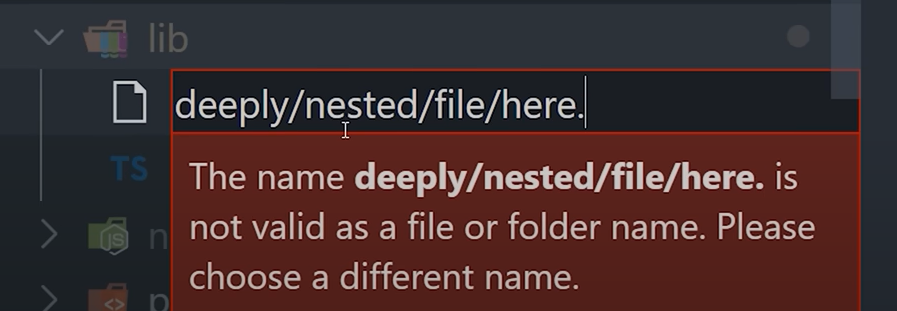 lib
deeply/nested/file/here.
TS
The name deeply/nested/file/here. is
n
not valid as a file or folder name. Please
p
choose a different name.